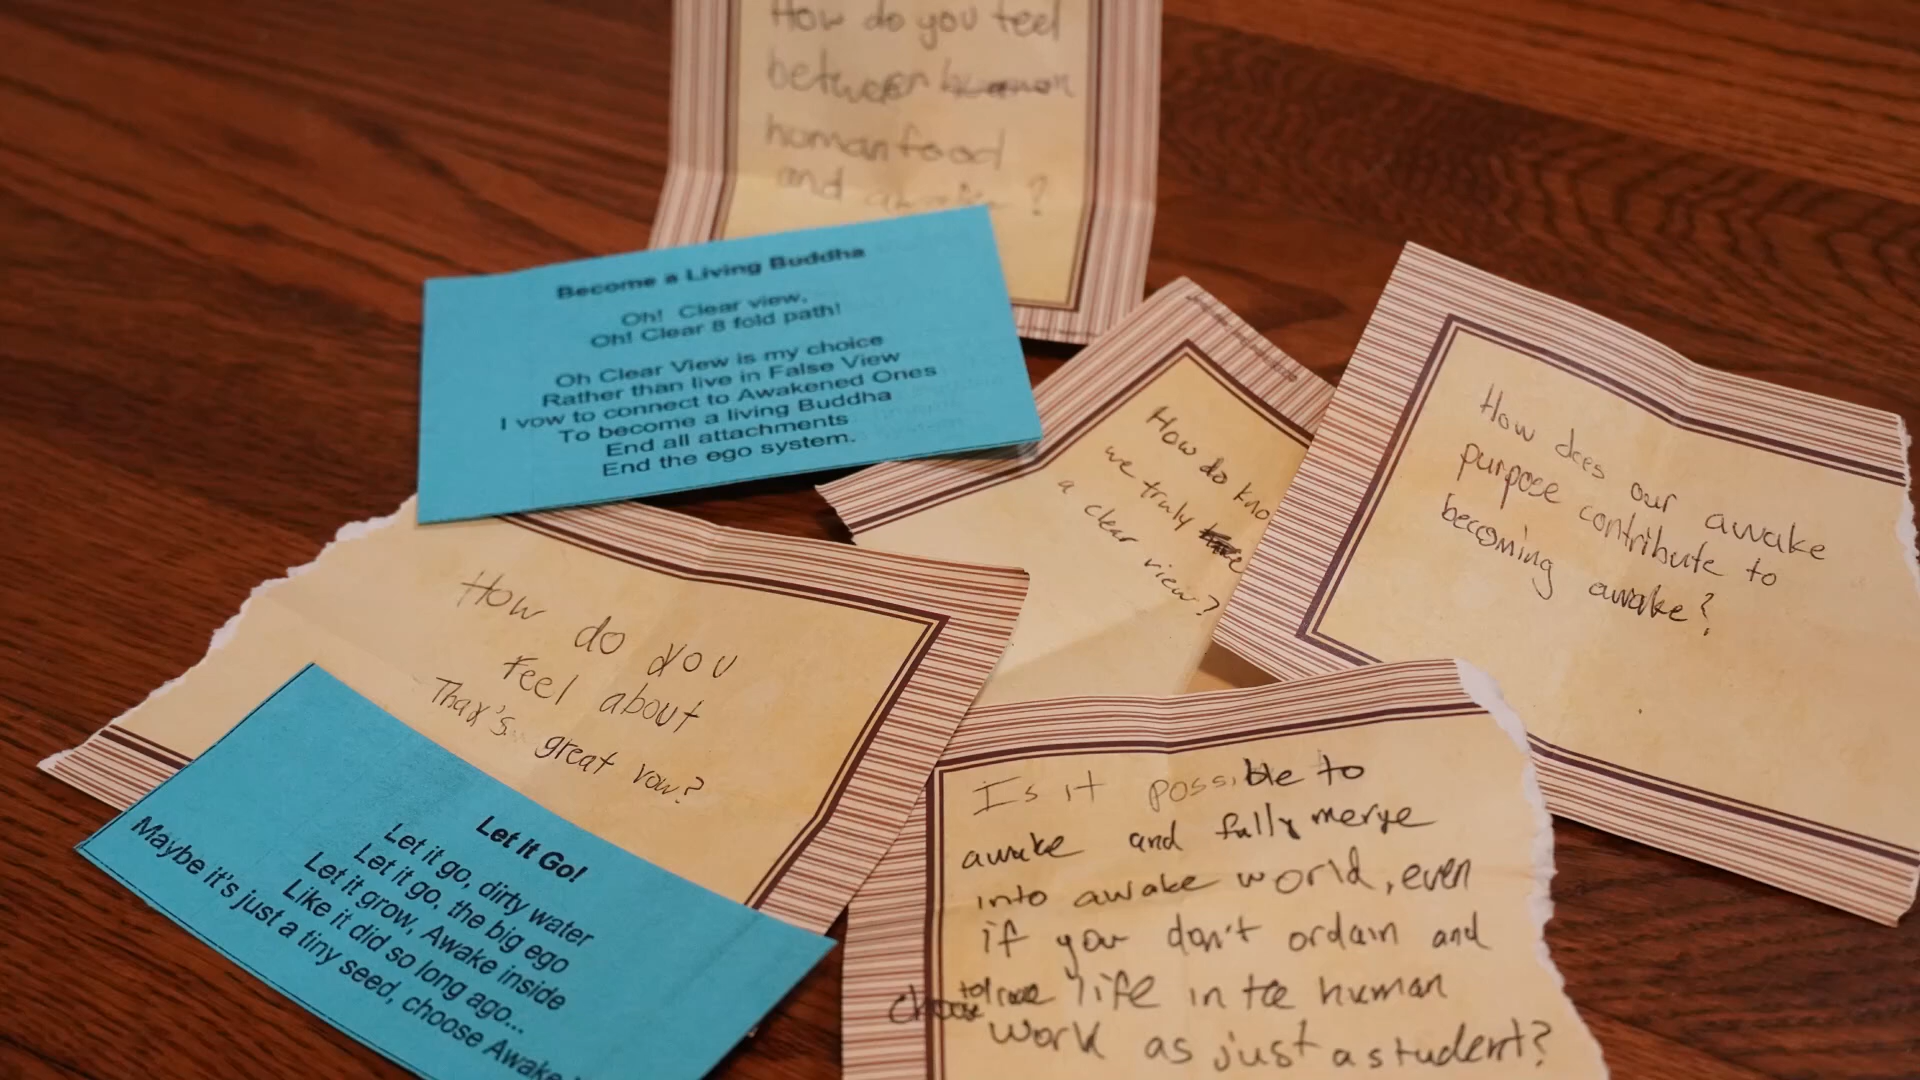 How do you feel
between
human food
and ?
Become a Living Buddha
Oh! Clear view,
Oh! Clear 8 fold path!
Oh Clear View is my choice
Rather than live in False View
I vow to connect to Awakened Ones
To become a living Buddha
End all attachments
End the ego system.
How do kno
we truly
a clear view?
How does our awake
purpose contribute to
becoming awake?
How do you
Feel about
great vow?
Let it Go!
Let it go, dirty water
Let it go, the big ego
Let it grow, Awake inside
Like it did so long ago...
Maybe it's just a tiny seed, choose Awake
Is it possible to
awake and fully merge
into awake world, even
if you don't ordain and
choose life in the human
work as just a student?